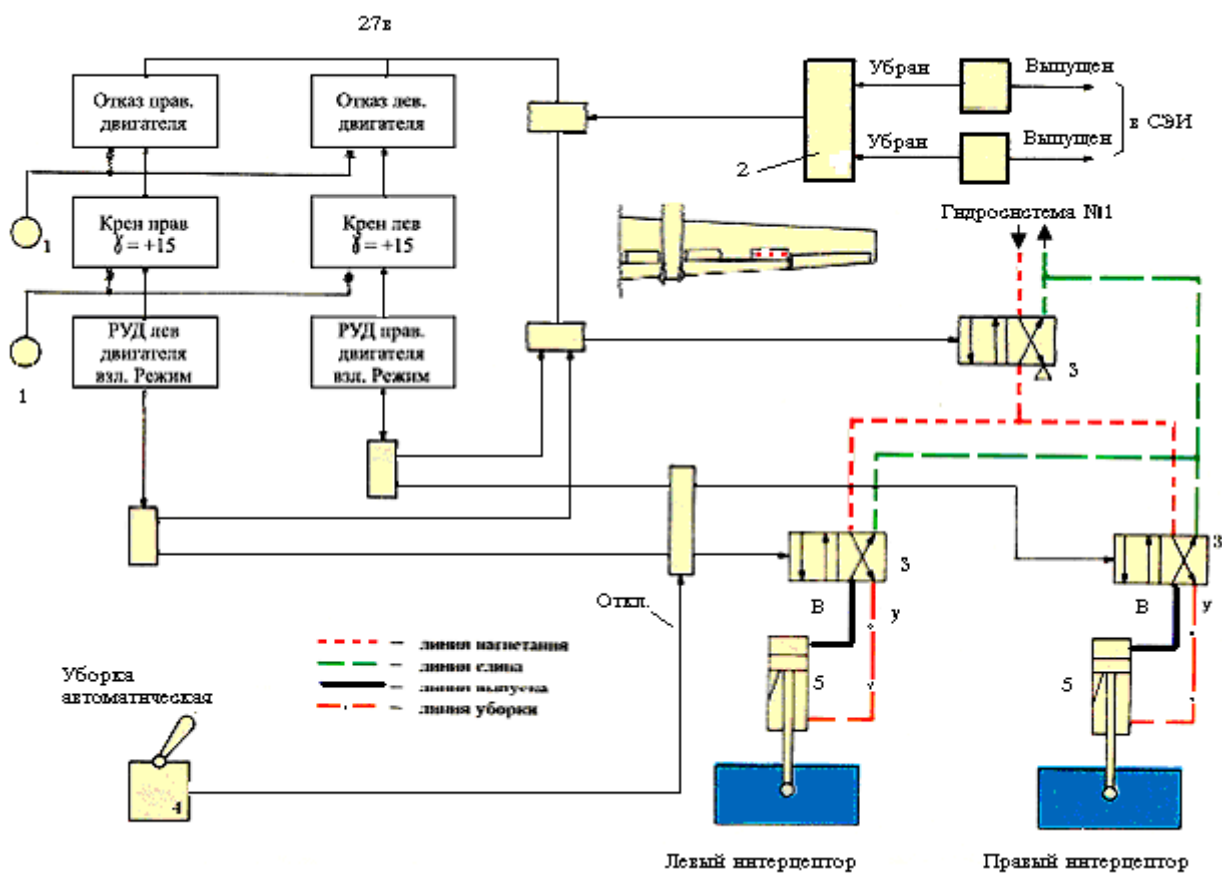 27в
Отказ прав.
двигателя
Отказ лев.
двигателя
Убран
Выпущен
в СЭИ
Убран
Выпущен
2
1
Крен прав
γ = +15
Крен лев
γ = +15
Гидросистема №1
1
РУД лев
двигателя
взл. Режим
РУД прав.
двигателя
взл. Режим
3
3
3
Откл.
В
У
В
У
линия нагнетания
линия слива
линия выпуска
линия уборки
5
5
Уборка
автоматическая
4
Левый интерцептор
Правый интерцептор